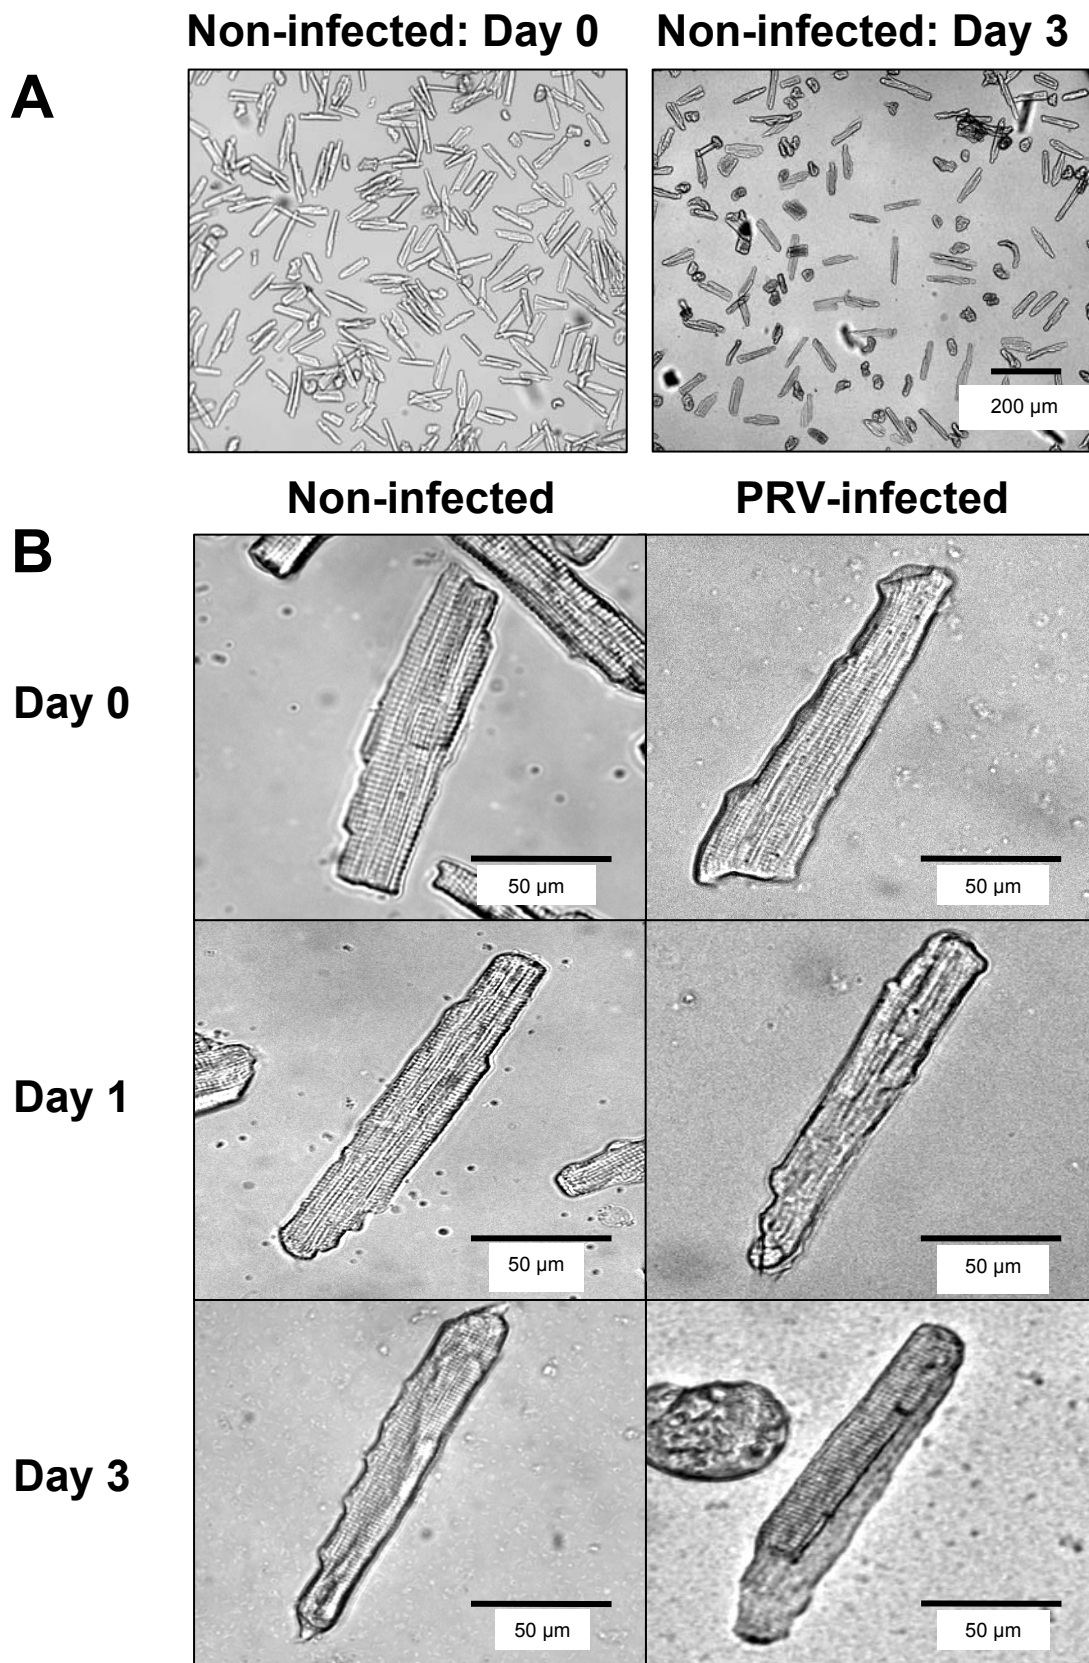 Non-infected: Day 0 Non-infected: Day 3
A
200 µm
Non-infected PRV-infected
B
Day 0
50 µm 50 µm
Day 1
50 µm 50 µm
Day 3
50 µm 50 µm